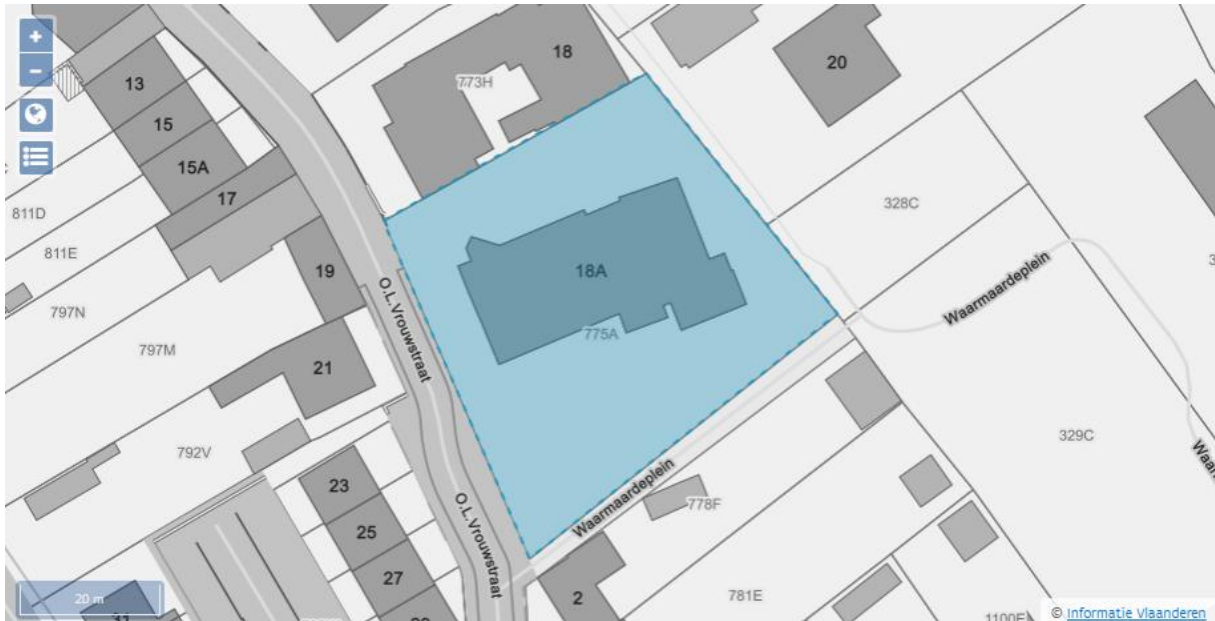 +
–
13
15
15A
17
811D
811E
797N
797M
19
21
792V
23
25
27
20 m
O.L.Vrouwstraat
O.L.Vrouwstraat
18
773H
20
18A
775A
328C
Waarmaardeplein
329C
Waarmaardeplein
778F
2
781E
© Informatie Vlaanderen